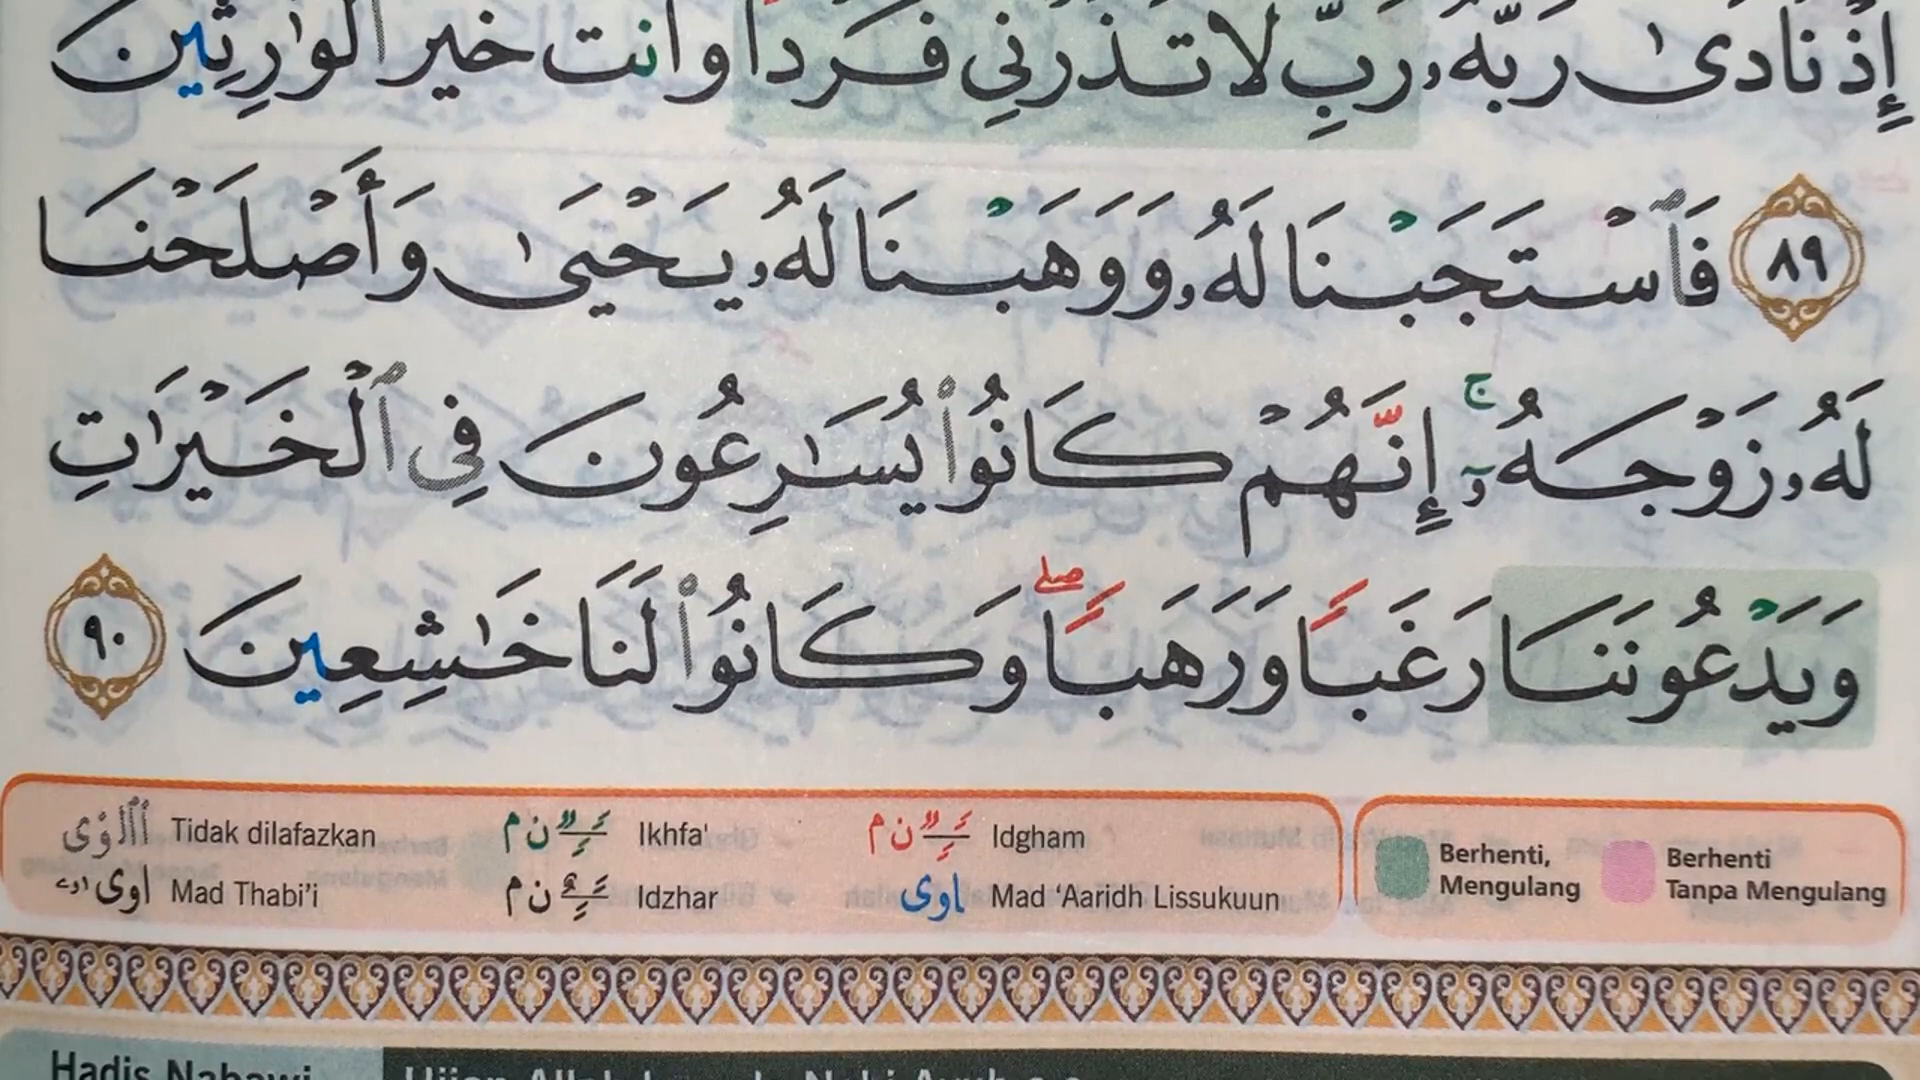 إِذْ نَادَىٰ رَبَّهُۥ رَبِّ لَا تَذَرْنِي فَرْدًا وَأَنتَ خَيْرُ ٱلْوَٰرِثِينَ
٨٩ فَٱسْتَجَبْنَا لَهُۥ وَوَهَبْنَا لَهُۥ يَحْيَىٰ وَأَصْلَحْنَا
لَهُۥ زَوْجَهُۥٓ ۚ إِنَّهُمْ كَانُوا۟ يُسَٰرِعُونَ فِي ٱلْخَيْرَٰتِ
وَيَدْعُونَنَا رَغَبًا وَرَهَبًا ۖ وَكَانُوا۟ لَنَا خَٰشِعِينَ ٩٠
Tidak dilafazkan ن م Ikhfa' ن م Idgham
اوى Mad Thabi'i ن م Idzhar اوى Mad 'Aaridh Lissukuun
Berhenti, Mengulang
Berhenti Tanpa Mengulang
Hadis Nabawi